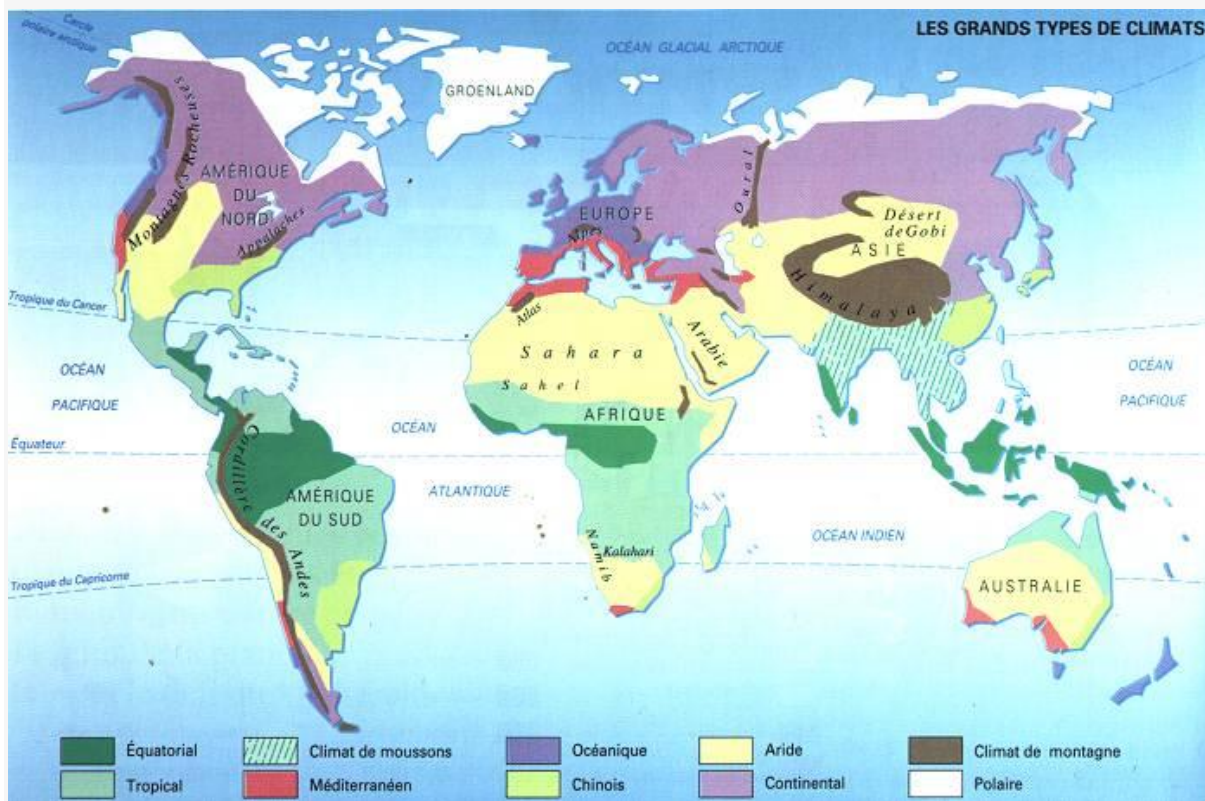 LES GRANDS TYPES DE CLIMATS
Cercle
polaire arctique
OCÉAN GLACIAL ARCTIQUE
GROENLAND
Montagnes Rocheuses
AMÉRIQUE
DU
NORD
Appalaches
EUROPE
Alpes
Oural
Désert
de Gobi
ASIE
Himalaya
Tropique du Cancer
Atlas
Sahara
Sahel
Arabie
AFRIQUE
OCÉAN
PACIFIQUE
OCÉAN
PACIFIQUE
Équateur
OCÉAN
ATLANTIQUE
Cordillère des Andes
AMÉRIQUE
DU SUD
OCÉAN INDIEN
Namib
Kalahari
Tropique du Capricorne
AUSTRALIE
Équatorial
Climat de moussons
Océanique
Aride
Climat de montagne
Tropical
Méditerranéen
Chinois
Continental
Polaire